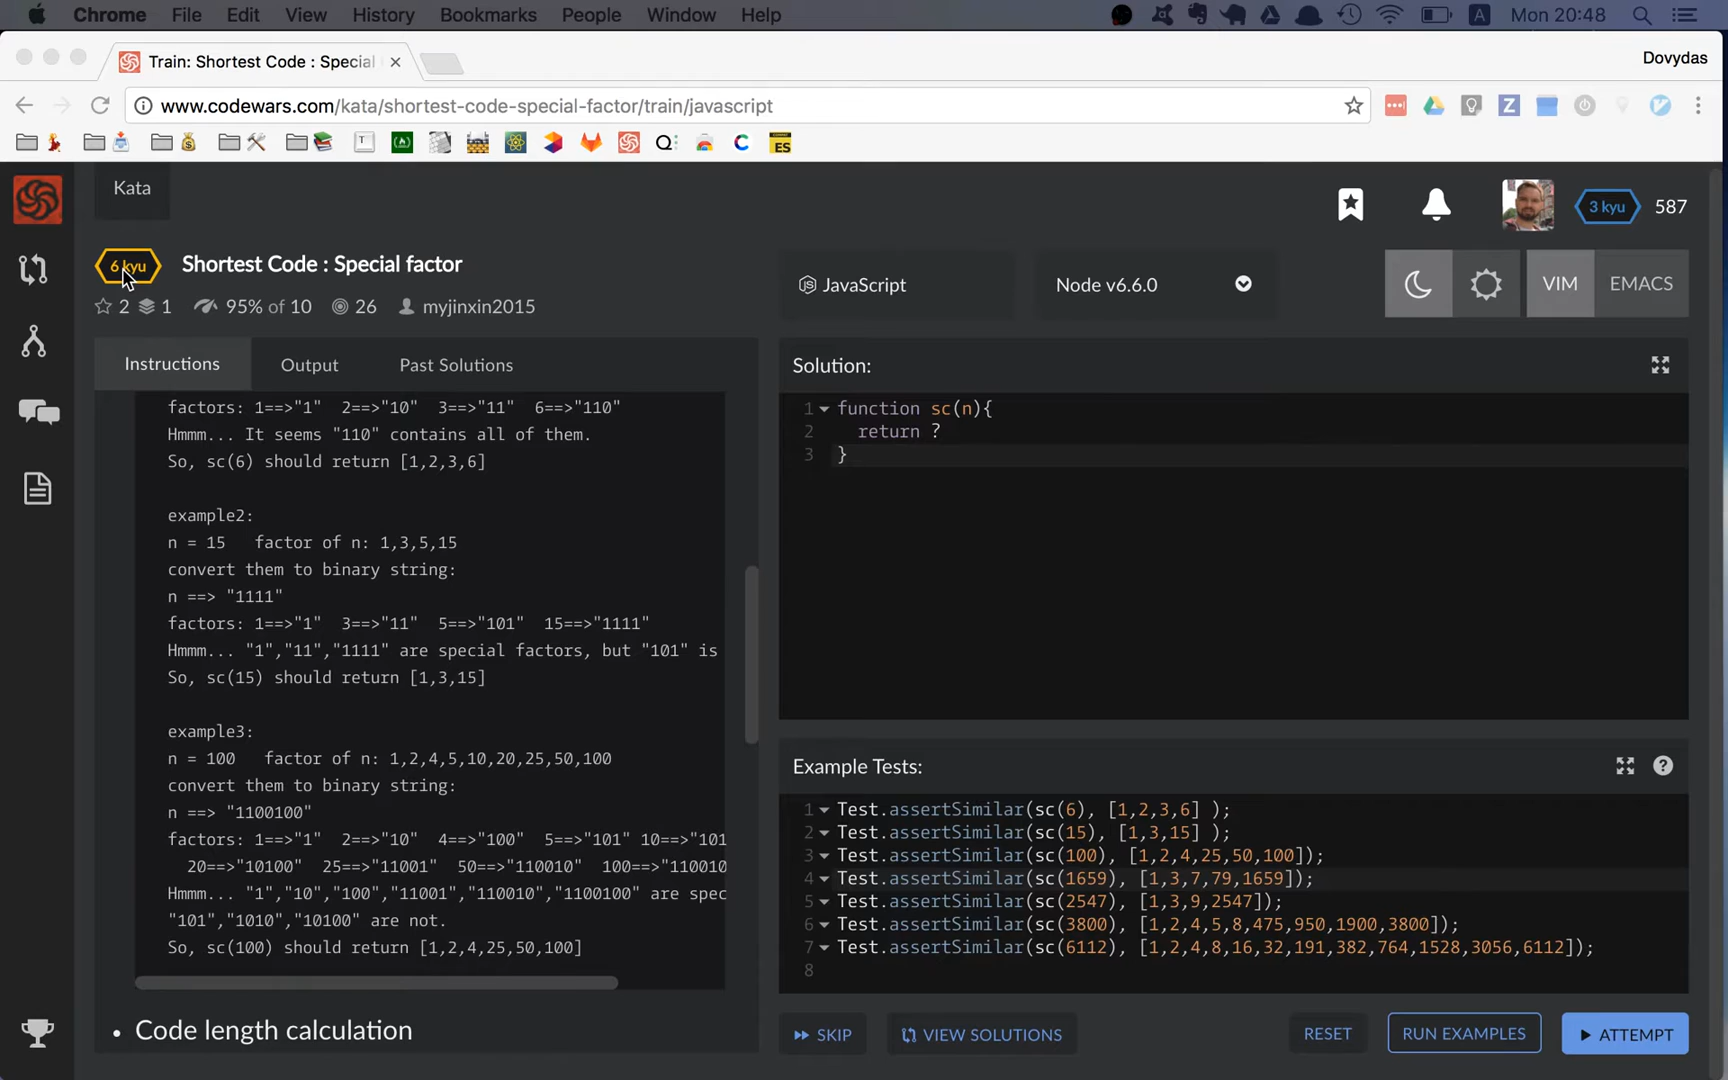 Chrome File Edit View History Bookmarks People Window Help A Mon 20:48
Train: Shortest Code : Special Dovydas
www.codewars.com/kata/shortest-code-special-factor/train/javascript
Kata
3 kyu 587
6 kyu Shortest Code : Special factor
2 1 95% of 10 26 myjinxin2015
JavaScript Node v6.6.0 VIM EMACS
Instructions Output Past Solutions
factors: 1==>"1" 2==>"10" 3==>"11" 6==>"110"
Hmmm... It seems "110" contains all of them.
So, sc(6) should return [1,2,3,6]
example2:
n = 15 factor of n: 1,3,5,15
convert them to binary string:
n ==> "1111"
factors: 1==>"1" 3==>"11" 5==>"101" 15==>"1111"
Hmmm... "1","11","1111" are special factors, but "101" is
So, sc(15) should return [1,3,15]
example3:
n = 100 factor of n: 1,2,4,5,10,20,25,50,100
convert them to binary string:
n ==> "1100100"
factors: 1==>"1" 2==>"10" 4==>"100" 5==>"101" 10==>"101
20==>"10100" 25==>"11001" 50==>"110010" 100==>"110010
Hmmm... "1","10","100","11001","110010","1100100" are spec
"101","1010","10100" are not.
So, sc(100) should return [1,2,4,25,50,100]
• Code length calculation
Solution:
1 function sc(n){
2 return ?
3 }
Example Tests:
1 Test.assertSimilar(sc(6), [1,2,3,6] );
2 Test.assertSimilar(sc(15), [1,3,15] );
3 Test.assertSimilar(sc(100), [1,2,4,25,50,100]);
4 Test.assertSimilar(sc(1659), [1,3,7,79,1659]);
5 Test.assertSimilar(sc(2547), [1,3,9,2547]);
6 Test.assertSimilar(sc(3800), [1,2,4,5,8,475,950,1900,3800]);
7 Test.assertSimilar(sc(6112), [1,2,4,8,16,32,191,382,764,1528,3056,6112]);
8
SKIP VIEW SOLUTIONS RESET RUN EXAMPLES ATTEMPT